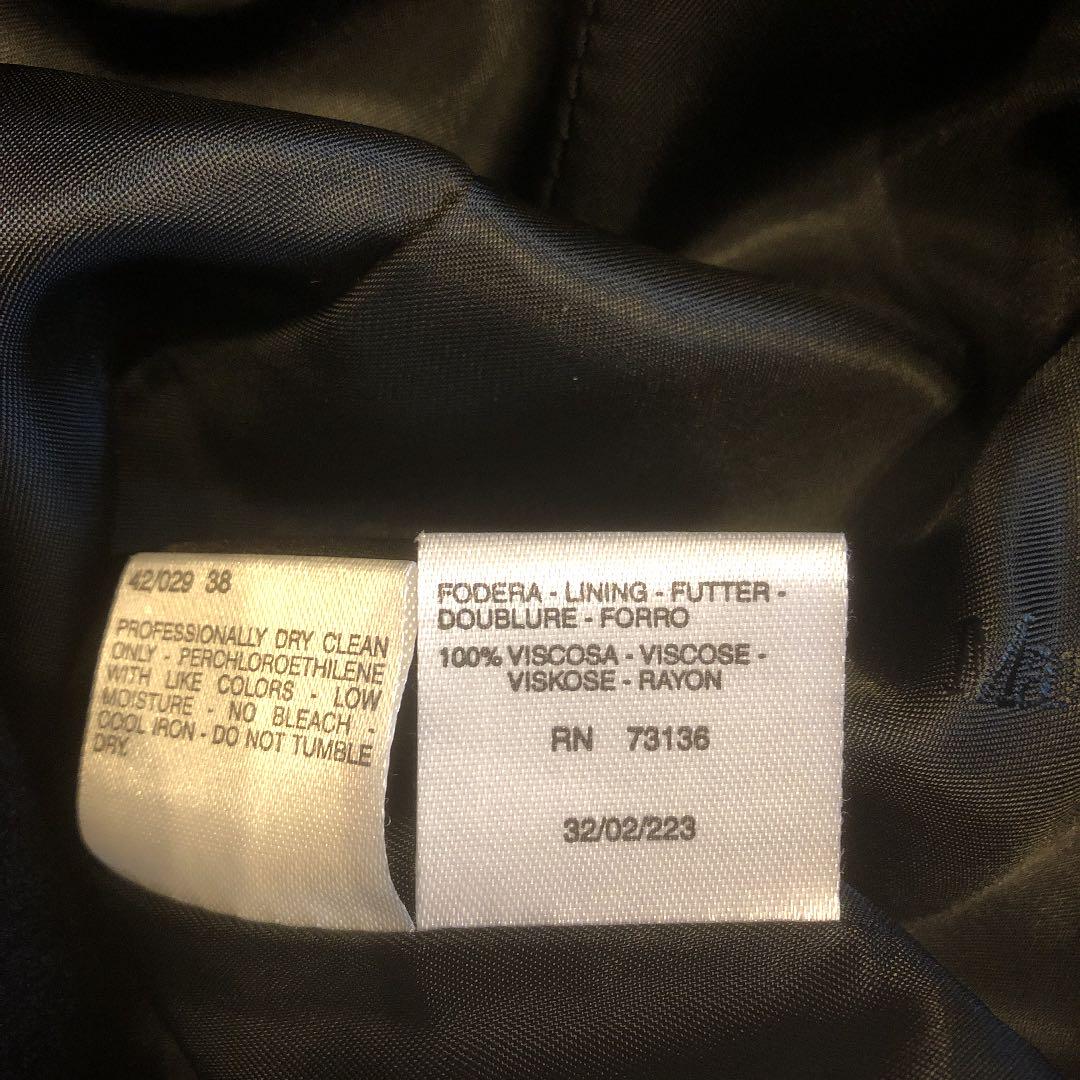 42/029 38
PROFESSIONALLY DRY CLEAN
ONLY - PERCHLOROETHILENE
WITH LIKE COLORS - LOW
MOISTURE - NO BLEACH -
COOL IRON - DO NOT TUMBLE
DRY.
FODERA - LINING - FUTTER -
DOUBLURE - FORRO
100% VISCOSA - VISCOSE -
VISKOSE - RAYON
RN 73136
32/02/223